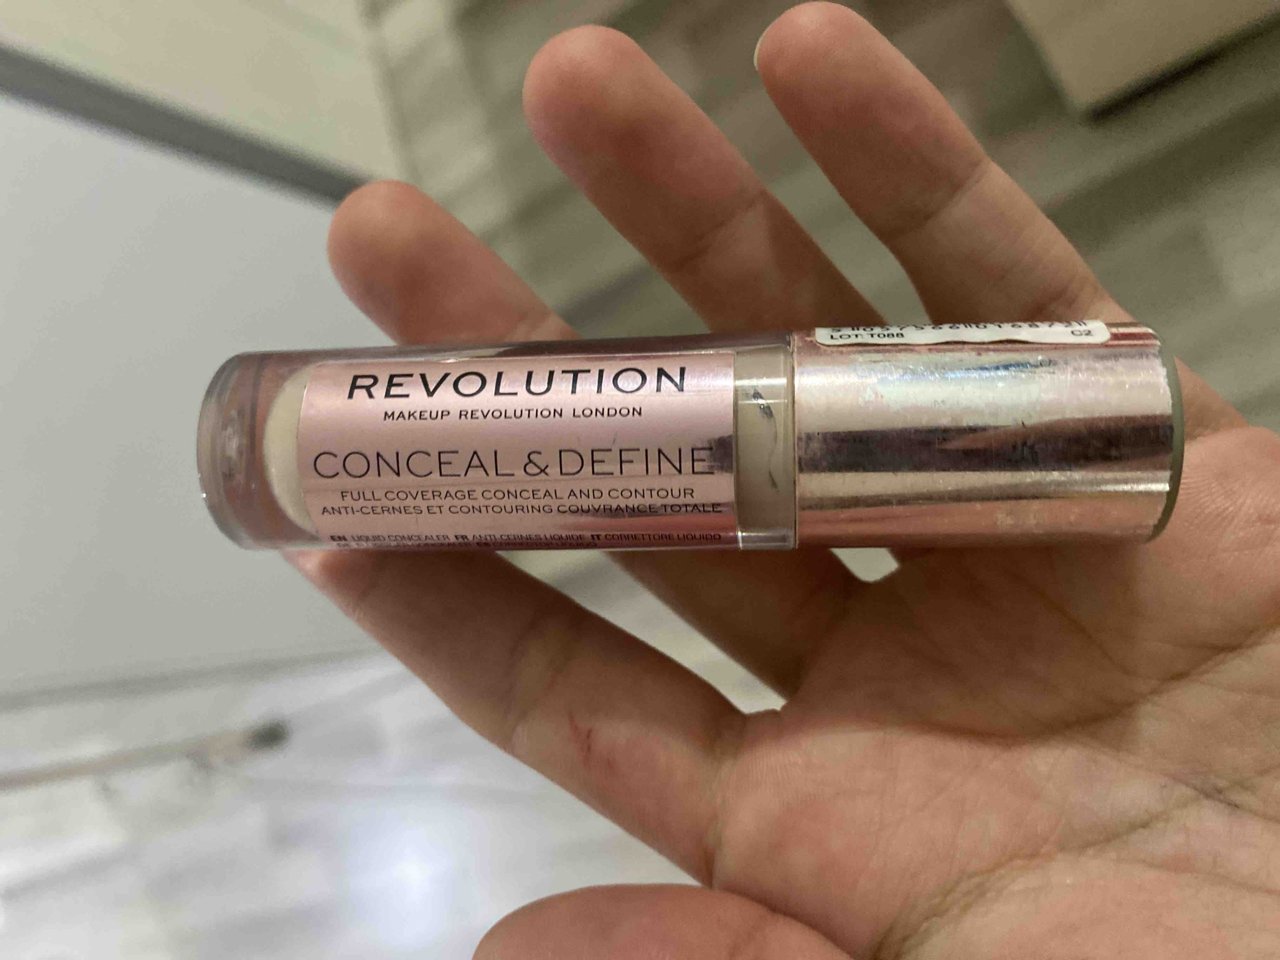 REVOLUTION
MAKEUP REVOLUTION LONDON
CONCEAL & DEFINE
FULL COVERAGE CONCEAL AND CONTOUR
ANTI-CERNES ET CONTOURING COUVRANCE TOTALE
EN LIQUID CONCEALER FR ANTI-CERNES LIQUIDE IT CORRETTORE LIQUIDO
LOT: T088 C2